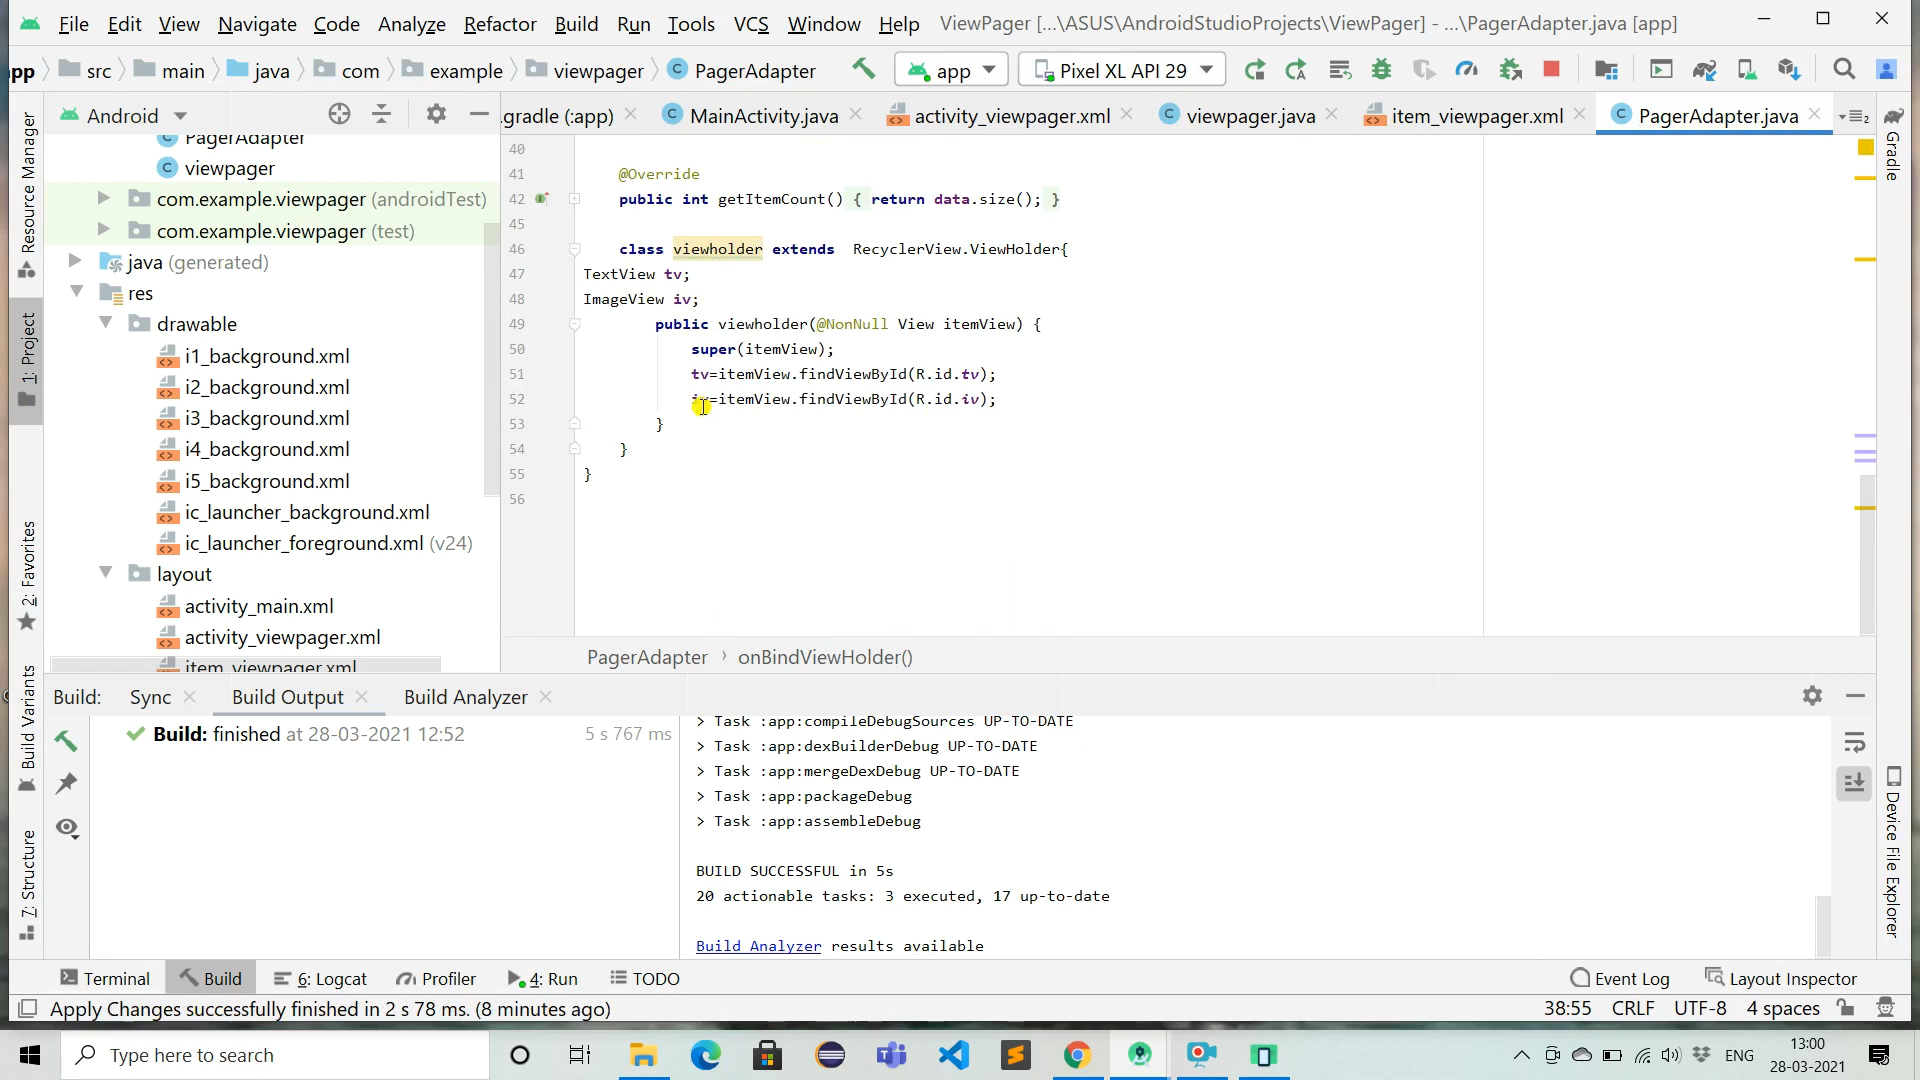 File Edit View Navigate Code Analyze Refactor Build Run Tools VCS Window Help ViewPager [...\ASUS\AndroidStudioProjects\ViewPager] - ...\PagerAdapter.java [app]
app src main java com example viewpager PagerAdapter app Pixel XL API 29
Android .gradle (:app) MainActivity.java activity_viewpager.xml viewpager.java item_viewpager.xml PagerAdapter.java
Resource Manager
1: Project
2: Favorites
Build Variants
7: Structure
PagerAdapter
viewpager
com.example.viewpager (androidTest)
com.example.viewpager (test)
java (generated)
res
drawable
i1_background.xml
i2_background.xml
i3_background.xml
i4_background.xml
i5_background.xml
ic_launcher_background.xml
ic_launcher_foreground.xml (v24)
layout
activity_main.xml
activity_viewpager.xml
item_viewpager.xml
40
41 @Override
42 public int getItemCount() { return data.size(); }
45
46 class viewholder extends RecyclerView.ViewHolder{
47 TextView tv;
48 ImageView iv;
49 public viewholder(@NonNull View itemView) {
50 super(itemView);
51 tv=itemView.findViewById(R.id.tv);
52 iv=itemView.findViewById(R.id.iv);
53 }
54 }
55 }
56
PagerAdapter onBindViewHolder()
Gradle
Device File Explorer
Build: Sync Build Output Build Analyzer
Build: finished at 28-03-2021 12:52 5 s 767 ms
> Task :app:compileDebugSources UP-TO-DATE
> Task :app:dexBuilderDebug UP-TO-DATE
> Task :app:mergeDexDebug UP-TO-DATE
> Task :app:packageDebug
> Task :app:assembleDebug
BUILD SUCCESSFUL in 5s
20 actionable tasks: 3 executed, 17 up-to-date
Build Analyzer results available
Terminal Build 6: Logcat Profiler 4: Run TODO Event Log Layout Inspector
Apply Changes successfully finished in 2 s 78 ms. (8 minutes ago) 38:55 CRLF UTF-8 4 spaces
Type here to search ENG 13:00
28-03-2021